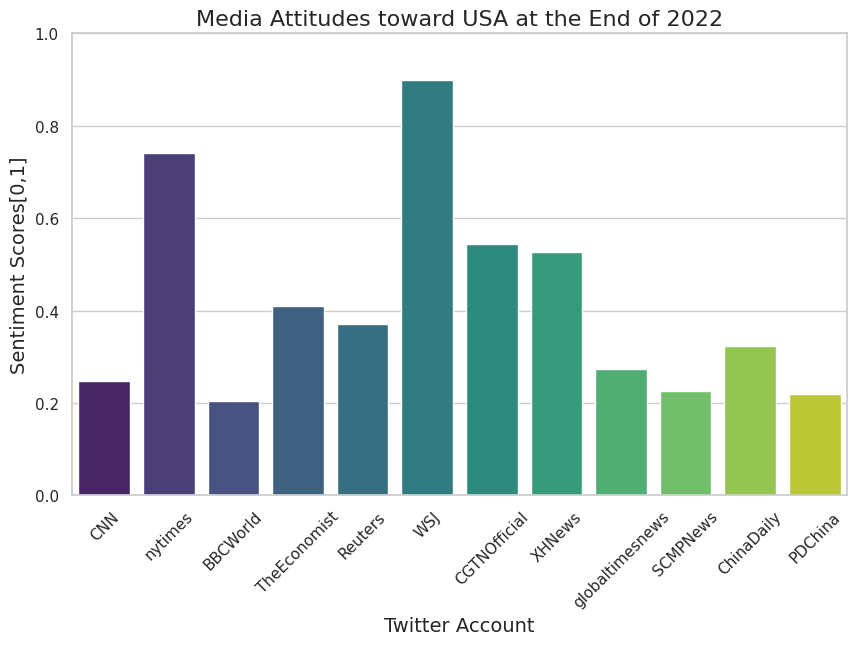 Media Attitudes toward USA at the End of 2022
Sentiment Scores[0,1]
1.0
0.8
0.6
0.4
0.2
0.0
CNN
nytimes
BBCWorld
TheEconomist
Reuters
WSJ
CGTNOfficial
XHNews
globaltimesnews
SCMPNews
ChinaDaily
PDChina
Twitter Account